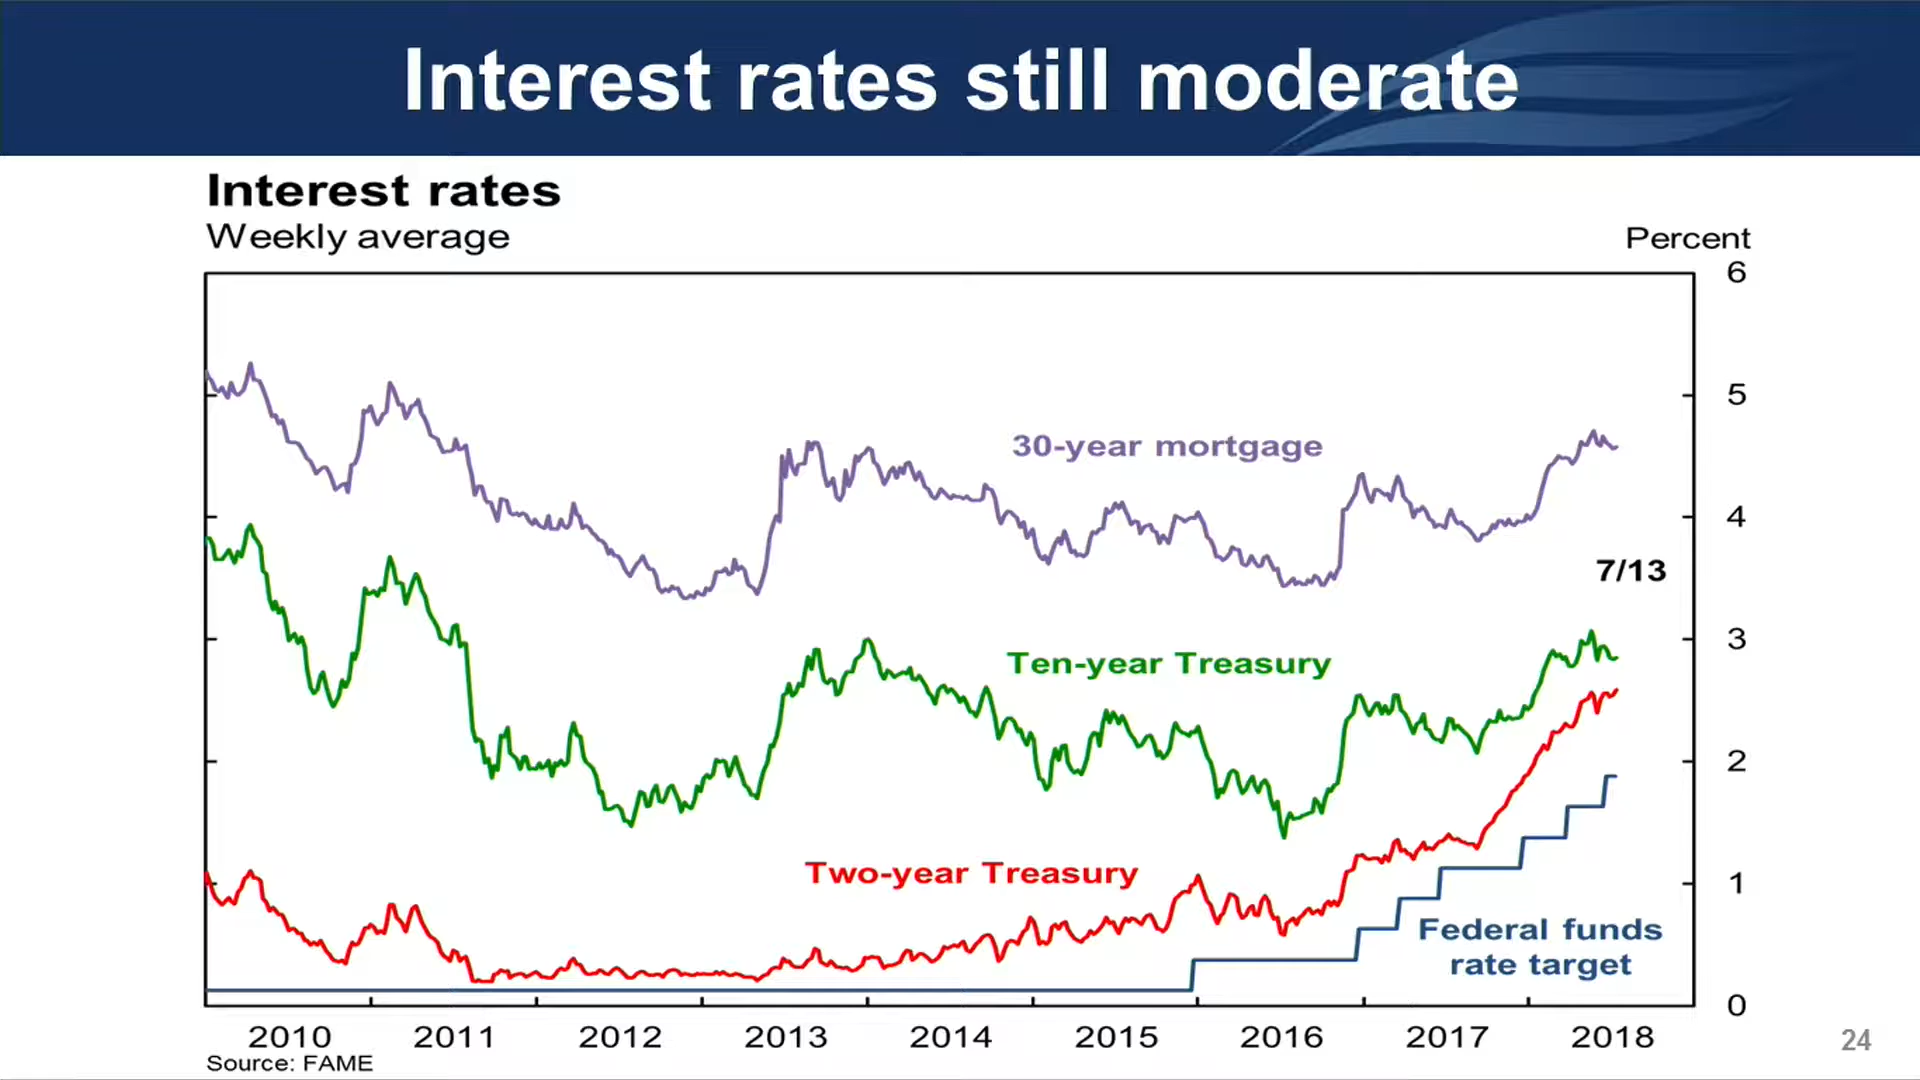 Interest rates still moderate
Interest rates
Weekly average
Percent
6
5
30-year mortgage
4
7/13
3
Ten-year Treasury
2
Two-year Treasury
1
Federal funds
rate target
0
2010 2011 2012 2013 2014 2015 2016 2017 2018
Source: FAME
24